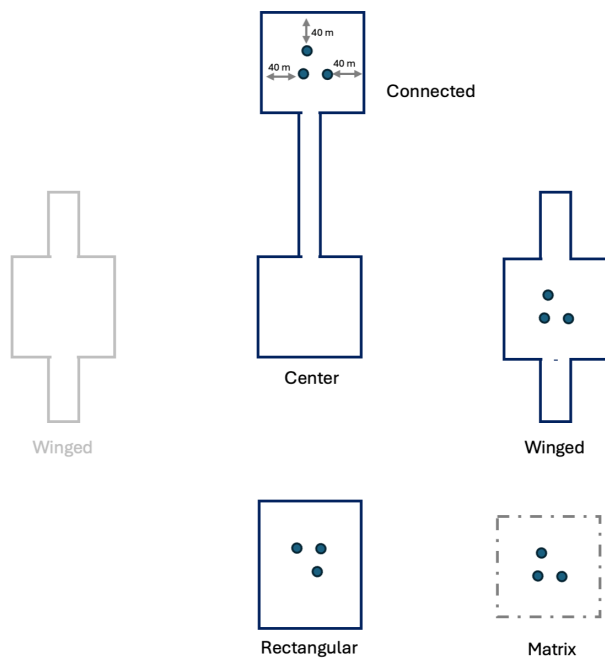 40 m
40 m
40 m
Connected
Center
Winged
Winged
Rectangular
Matrix